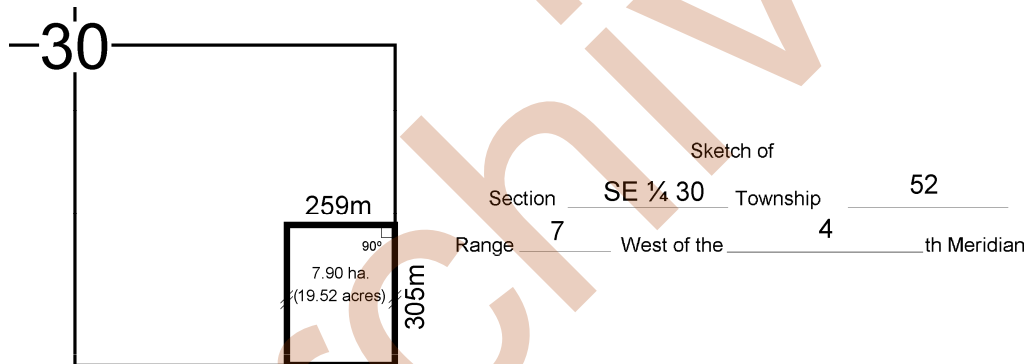 30
259m
90º
7.90 ha.
(19.52 acres)
305m
Sketch of
Section SE ¼ 30 Township 52
Range 7 West of the 4 th Meridian